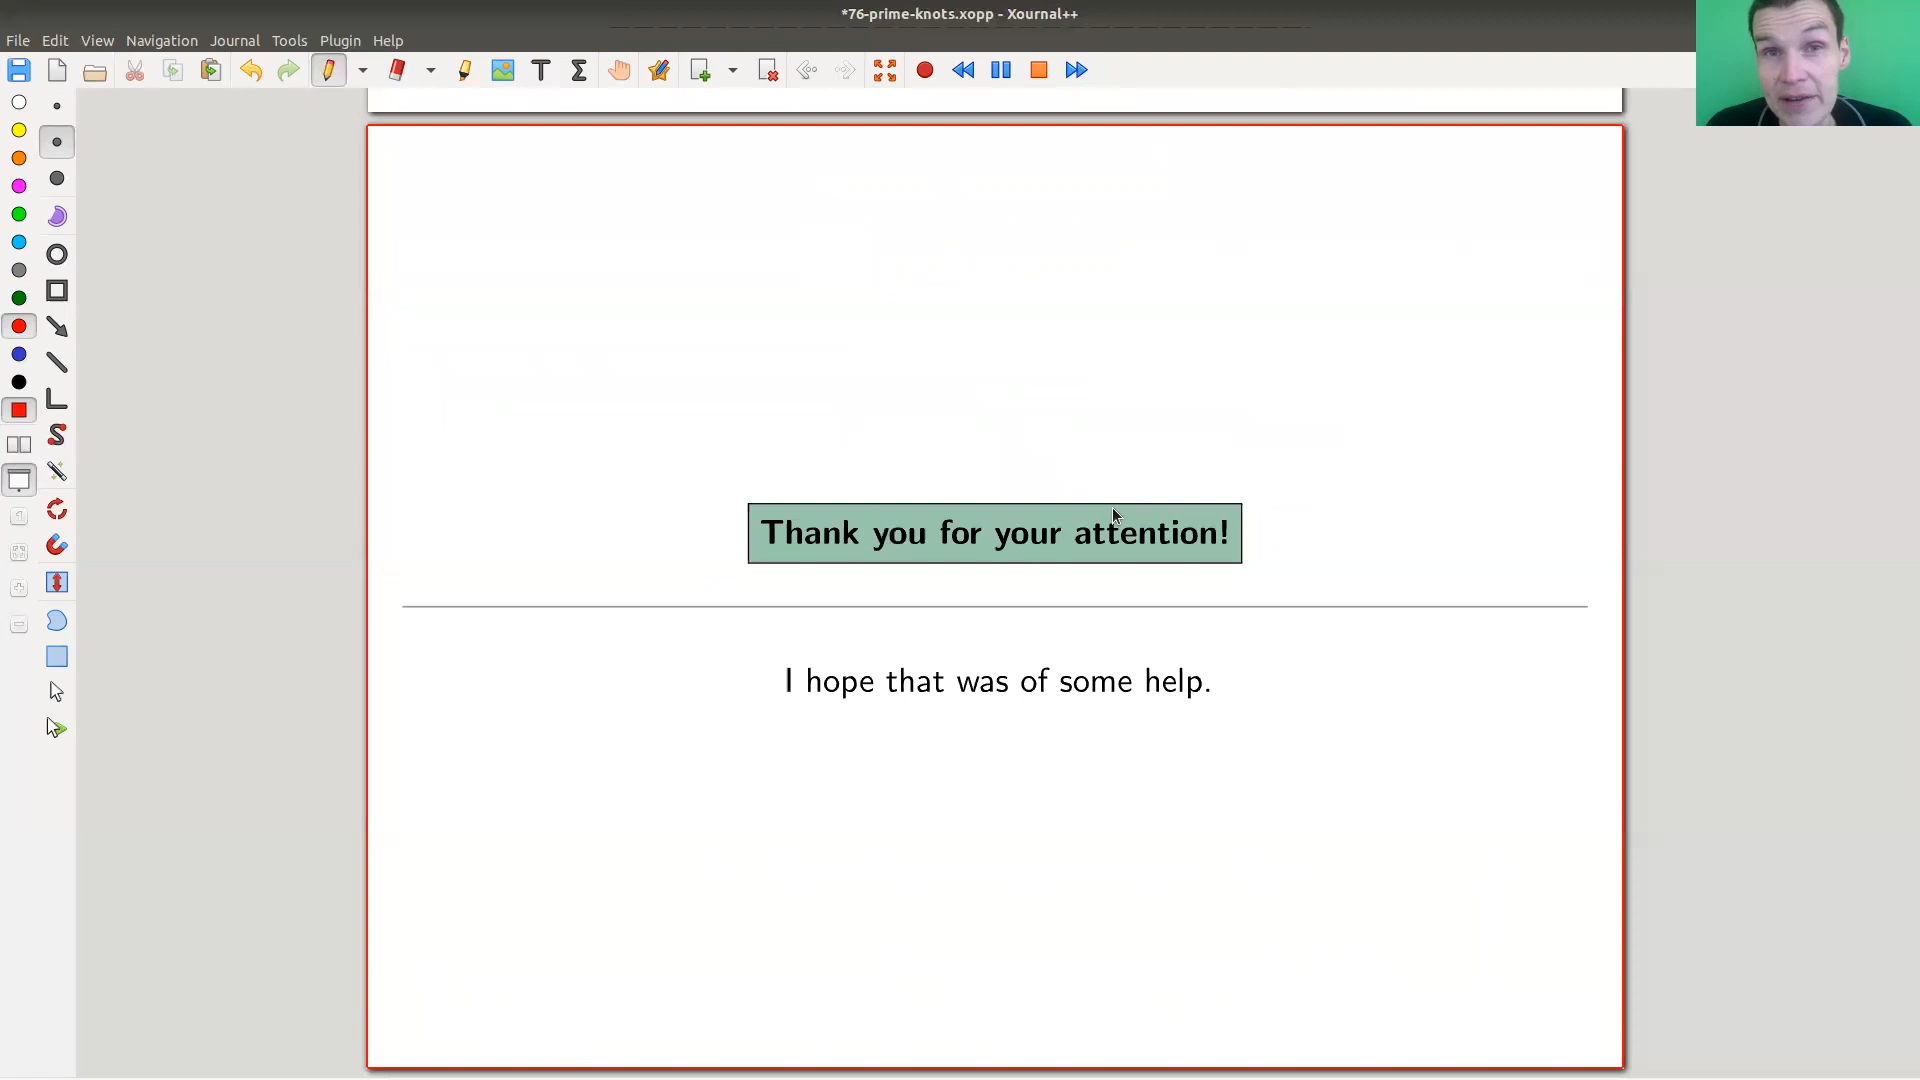 *76-prime-knots.xopp - Xournal++
File Edit View Navigation Journal Tools Plugin Help
Thank you for your attention!
I hope that was of some help.